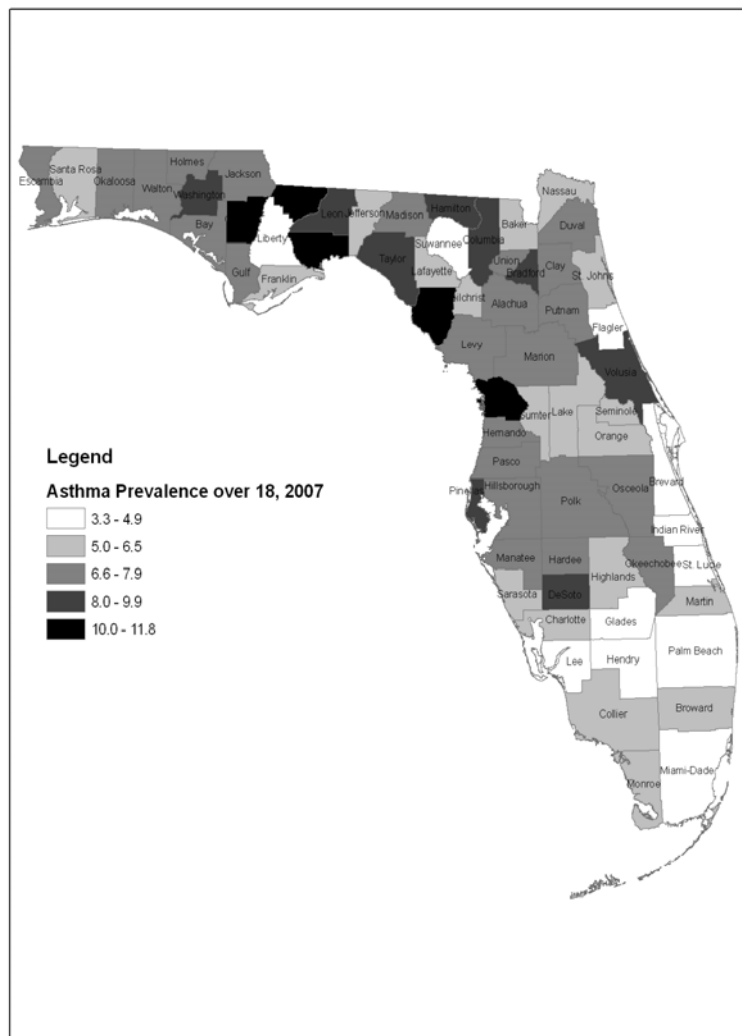 Santa Rosa
Escambia
Okaloosa
Walton
Holmes
Jackson
Washington
Bay
Gulf
Liberty
Franklin
Leon
Jefferson
Madison
Hamilton
Taylor
Lafayette
Suwannee
Columbia
Baker
Nassau
Duval
Union
Bradford
Clay
St. Johns
Alachua
Putnam
Flagler
Levy
Marion
Volusia
Lake
Seminole
Orange
Hernando
Pasco
Hillsborough
Polk
Osceola
Brevard
Indian River
Manatee
Hardee
Highlands
Okeechobee
St. Lucie
Sarasota
DeSoto
Martin
Charlotte
Glades
Lee
Hendry
Palm Beach
Collier
Broward
Monroe
Miami-Dade
Legend
Asthma Prevalence over 18, 2007
3.3 - 4.9
5.0 - 6.5
6.6 - 7.9
8.0 - 9.9
10.0 - 11.8